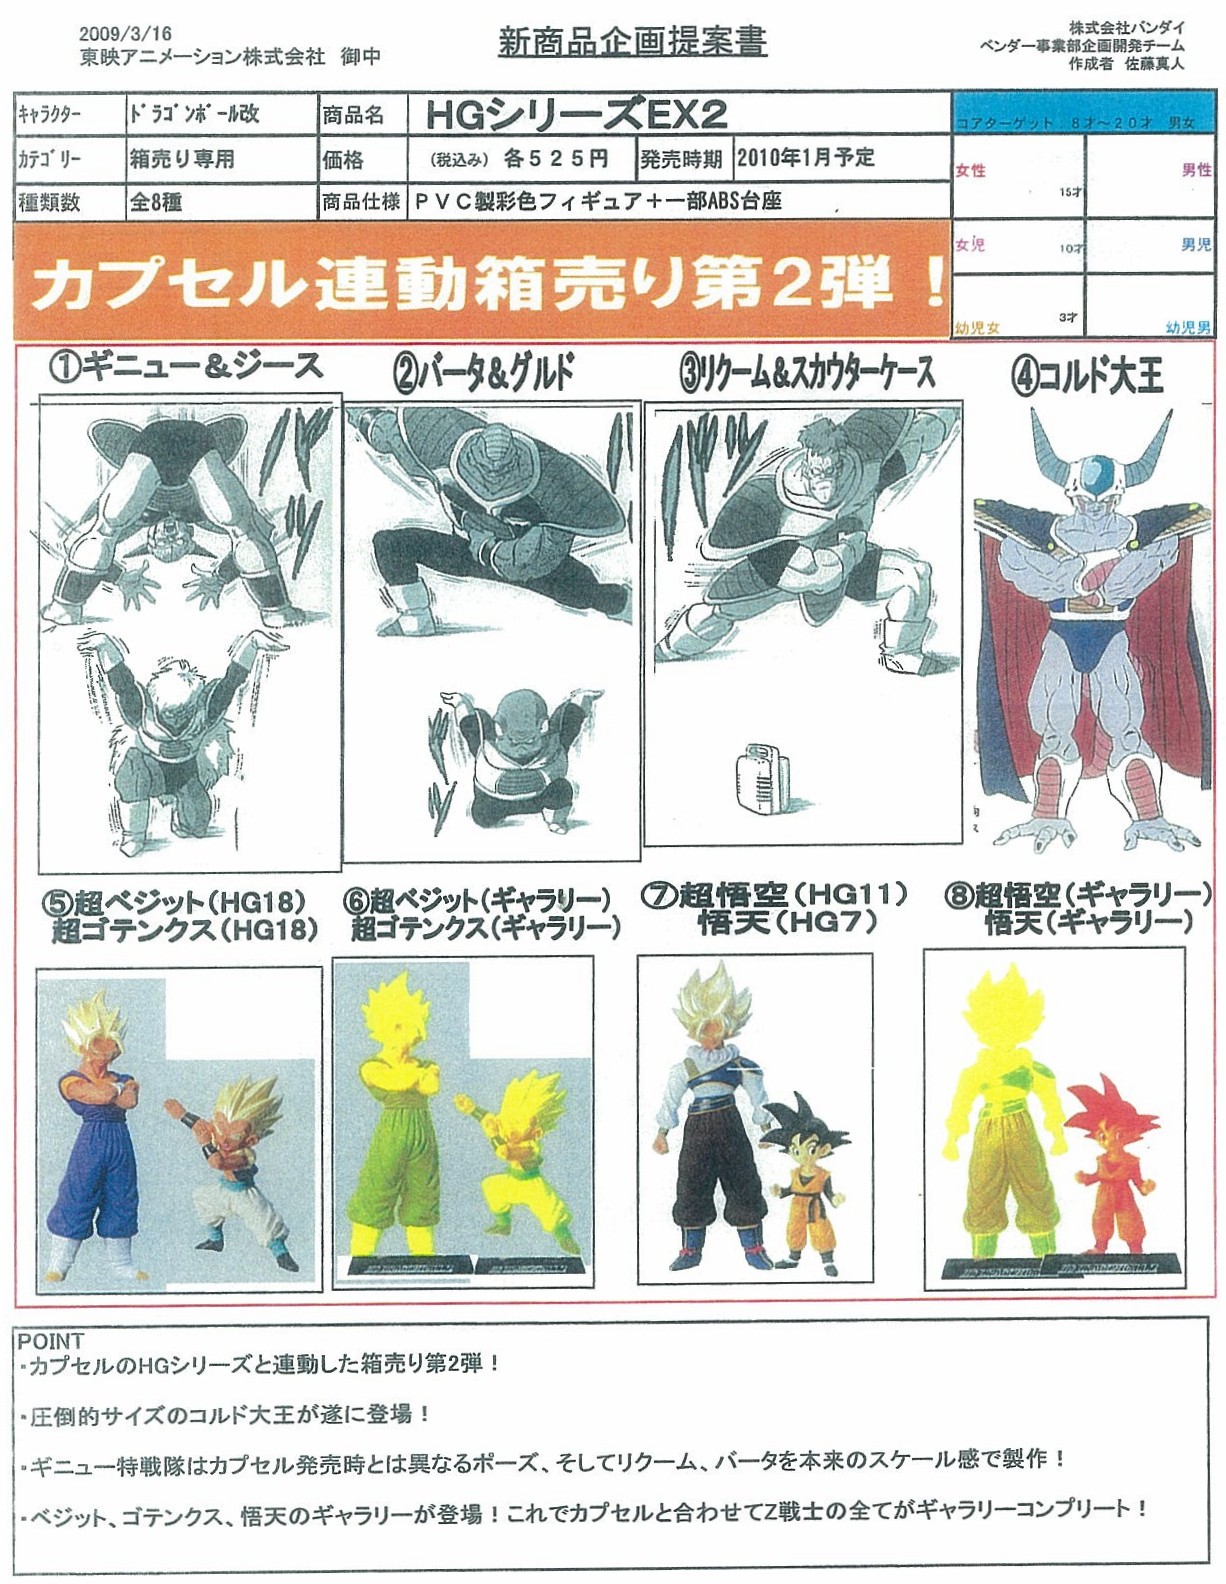 2009/3/16
東映アニメーション株式会社 御中
新商品企画提案書
株式会社バンダイ
ベンダー事業部企画開発チーム
作成者 佐藤真人
キャラクター ドラゴンボール改 商品名 HGシリーズEX2
カテゴリー 箱売り専用 価格 (税込み) 各525円 発売時期 2010年1月予定
種類数 全8種 商品仕様 PVC製彩色フィギュア+一部ABS台座
コアターゲット 8才～20才 男女
女性 男性
15才
女児 10才 男児
3才
幼児女 幼児男
カプセル連動箱売り第2弾！
①ギニュー&ジース
②バータ&グルド
③リクーム&スカウターケース
④コルド大王
⑤超ベジット(HG18)
超ゴテンクス(HG18)
⑥超ベジット(ギャラリー)
超ゴテンクス(ギャラリー)
⑦超悟空(HG11)
悟天(HG7)
⑧超悟空(ギャラリー)
悟天(ギャラリー)
POINT
・カプセルのHGシリーズと連動した箱売り第2弾！
・圧倒的サイズのコルド大王が遂に登場！
・ギニュー特戦隊はカプセル発売時とは異なるポーズ、そしてリクーム、バータを本来のスケール感で製作！
・ベジット、ゴテンクス、悟天のギャラリーが登場！これでカプセルと合わせてZ戦士の全てがギャラリーコンプリート！